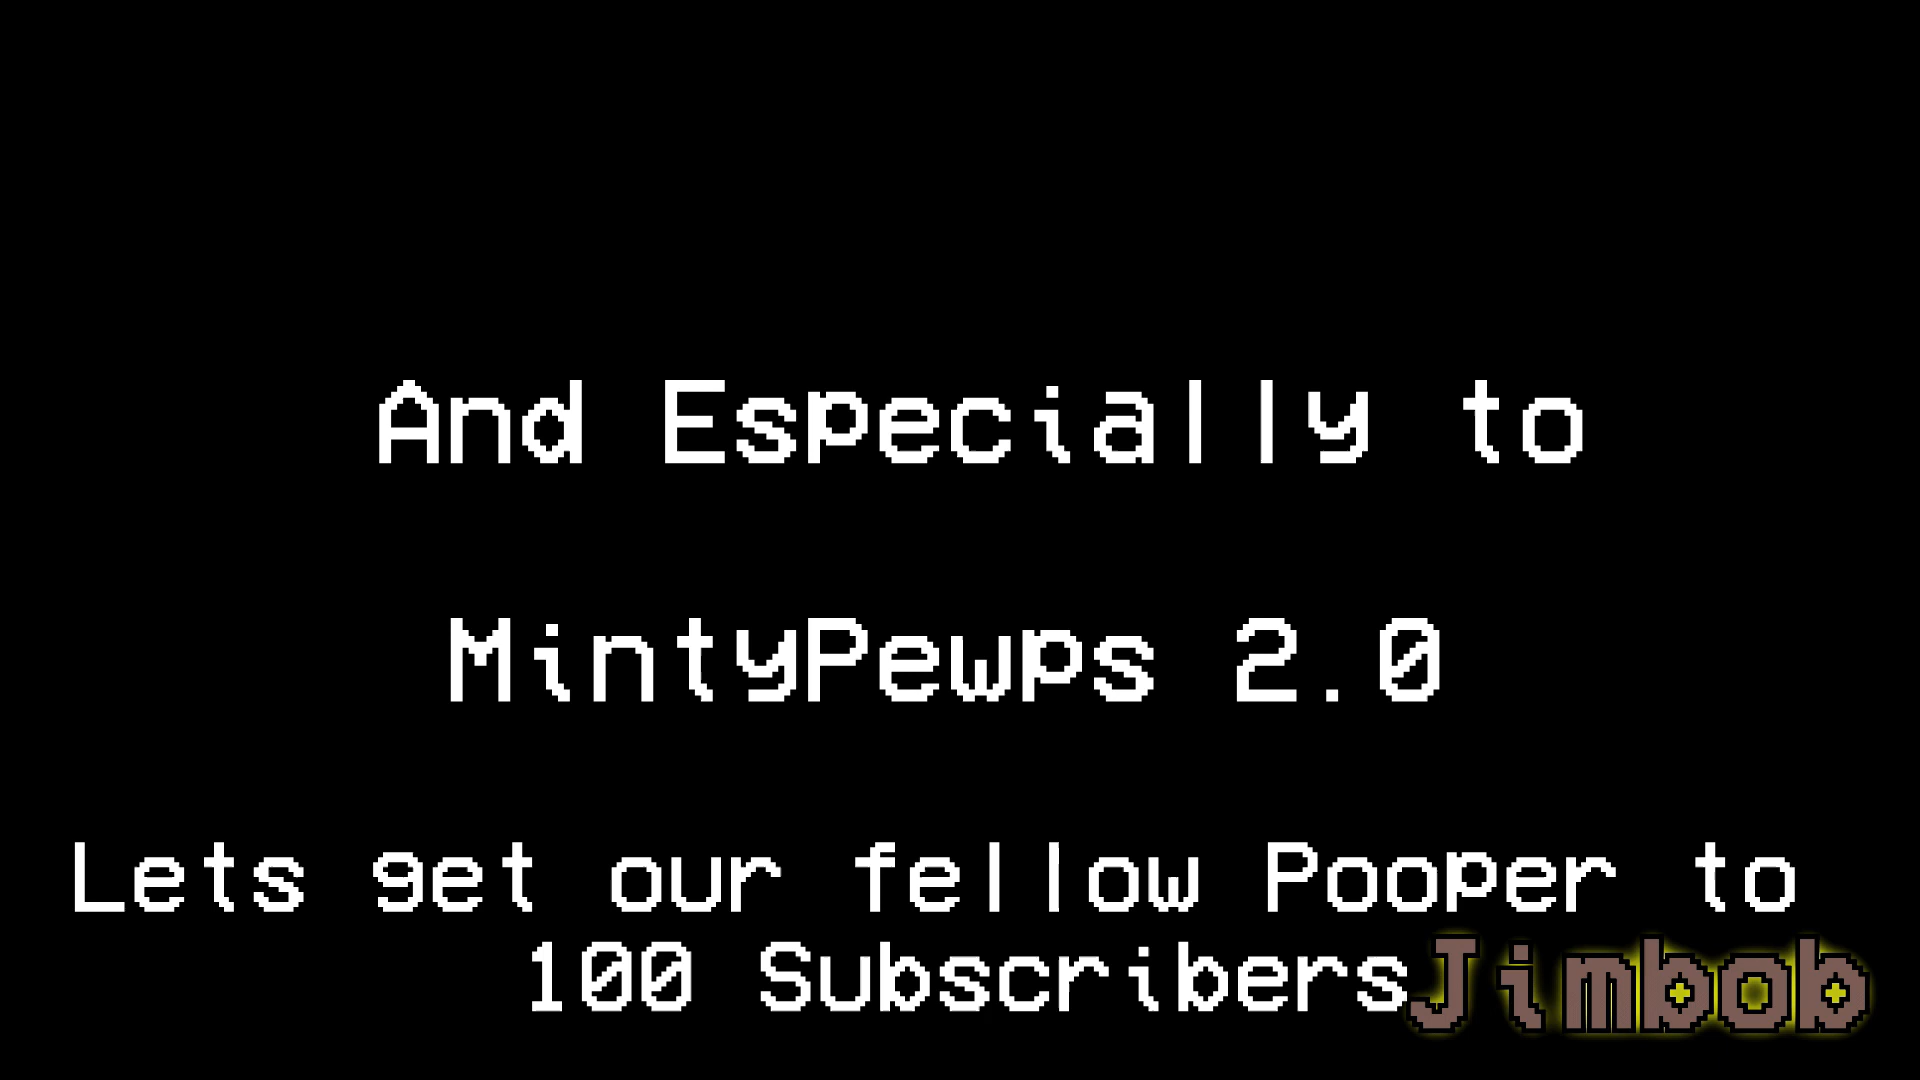 And Especially to
MintyPewps 2.0
Lets get our fellow Pooper to
100 Subscribers
Jimbob